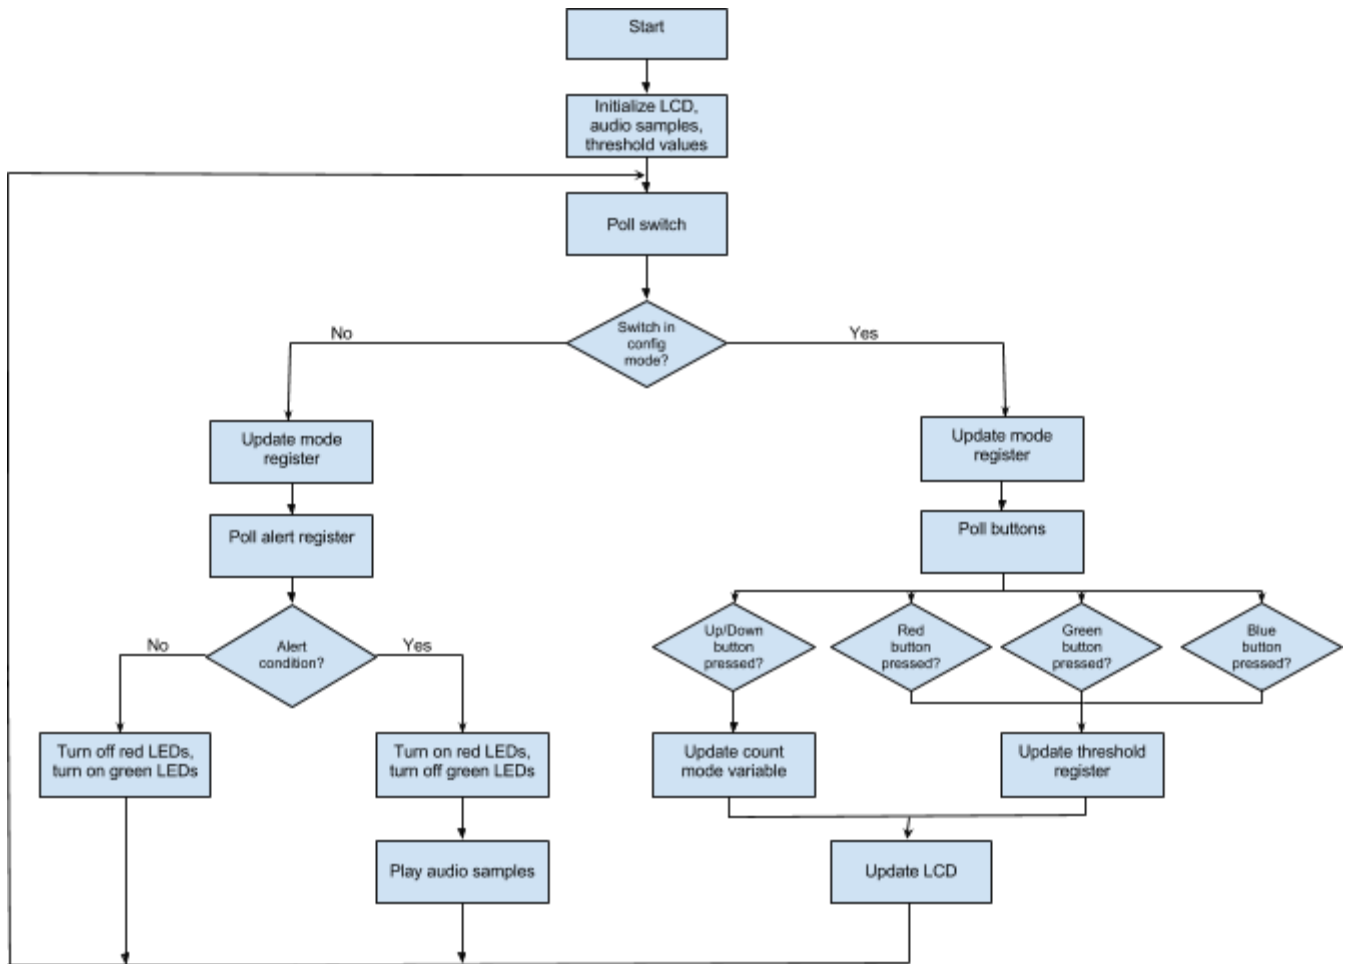 Start
Initialize LCD,
audio samples,
threshold values
Poll switch
Switch in
config
mode?
No
Yes
Update mode
register
Update mode
register
Poll alert register
Poll buttons
Alert
condition?
No
Yes
Up/Down
button
pressed?
Red
button
pressed?
Green
button
pressed?
Blue
button
pressed?
Turn off red LEDs,
turn on green LEDs
Turn on red LEDs,
turn off green LEDs
Update count
mode variable
Update threshold
register
Play audio samples
Update LCD